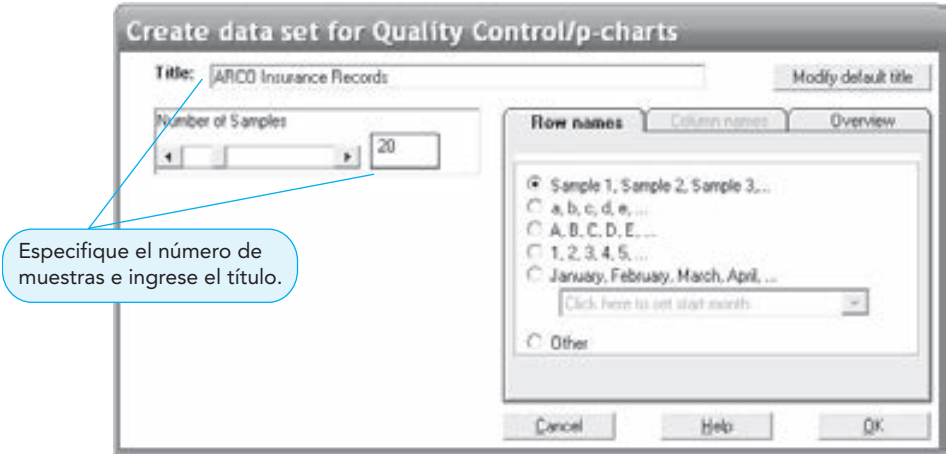 Create data set for Quality Control/p-charts
Title: ARCO Insurance Records
Modify default title
Number of Samples
20
Row names Column names Overview
Sample 1, Sample 2, Sample 3,...
a, b, c, d, e, ...
A, B, C, D, E, ...
1, 2, 3, 4, 5, ...
January, February, March, April, ...
Click here to set start month
Other
Especifique el número de
muestras e ingrese el título.
Cancel Help OK